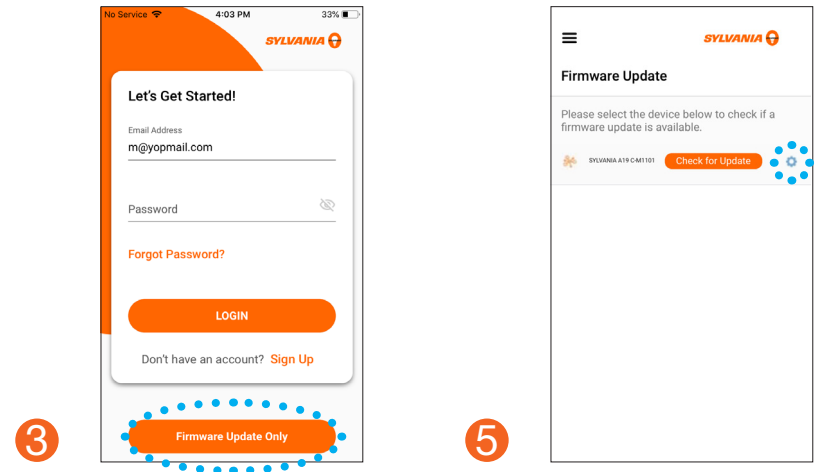 No Service 4:03 PM 33%
SYLVANIA
Let's Get Started!
Email Address
m@yopmail.com
Password
Forgot Password?
LOGIN
Don't have an account? Sign Up
Firmware Update Only
3
SYLVANIA
Firmware Update
Please select the device below to check if a
firmware update is available.
SYLVANIA A19 C-M1101 Check for Update
5